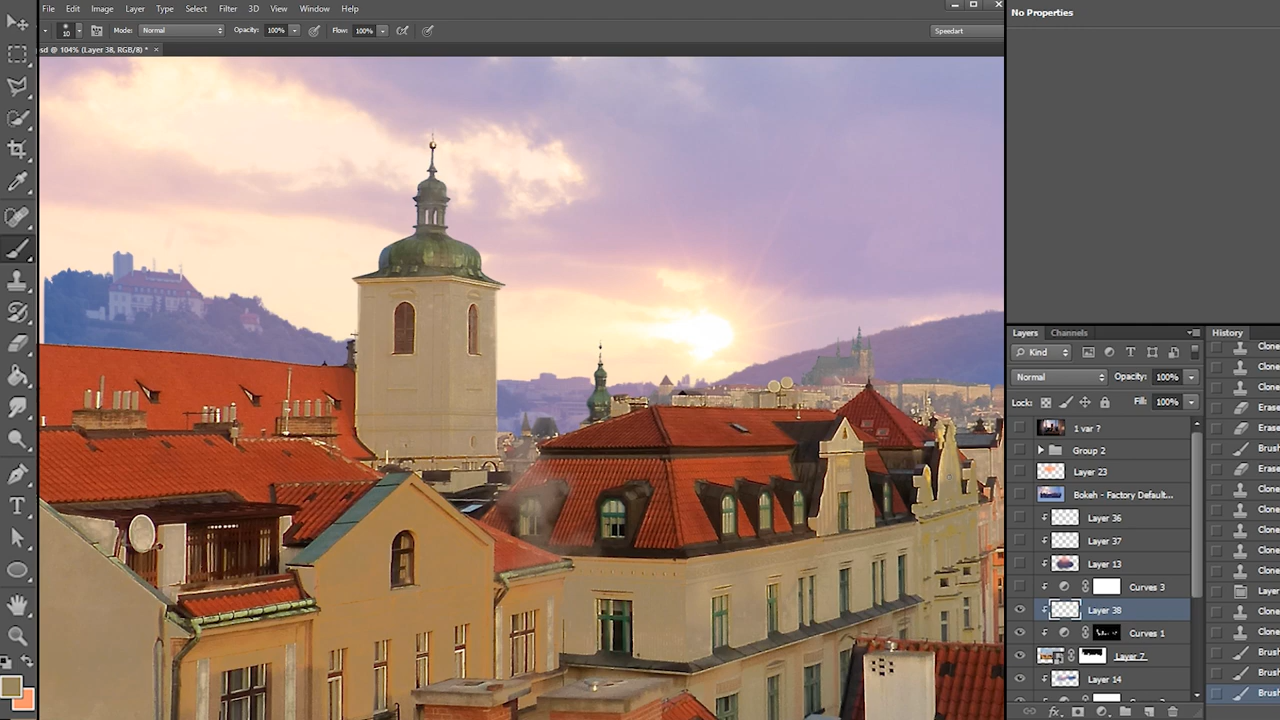 File Edit Image Layer Type Select Filter 3D View Window Help
10 Mode: Normal Opacity: 100% Flow: 100% Speedart
sd @ 104% (Layer 38, RGB/8) * ×
No Properties
Layers Channels
Kind
Normal Opacity: 100%
Lock: Fill: 100%
1 var ?
Group 2
Layer 23
Bokeh - Factory Default...
Layer 36
Layer 37
Layer 13
Curves 3
Layer 38
Curves 1
Layer 7
Layer 14
fx
History
Clone
Clone
Clone
Erase
Erase
Brush
Erase
Clone
Clone
Clone
Clone
Clone
Layer
Clone
Clone
Brush
Brush
Brush